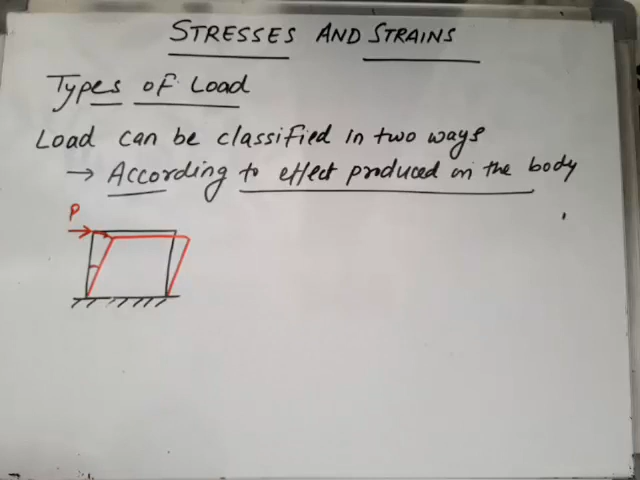 STRESSES AND STRAINS
Types of Load
Load can be classified in two ways
→ According to effect produced on the body
P